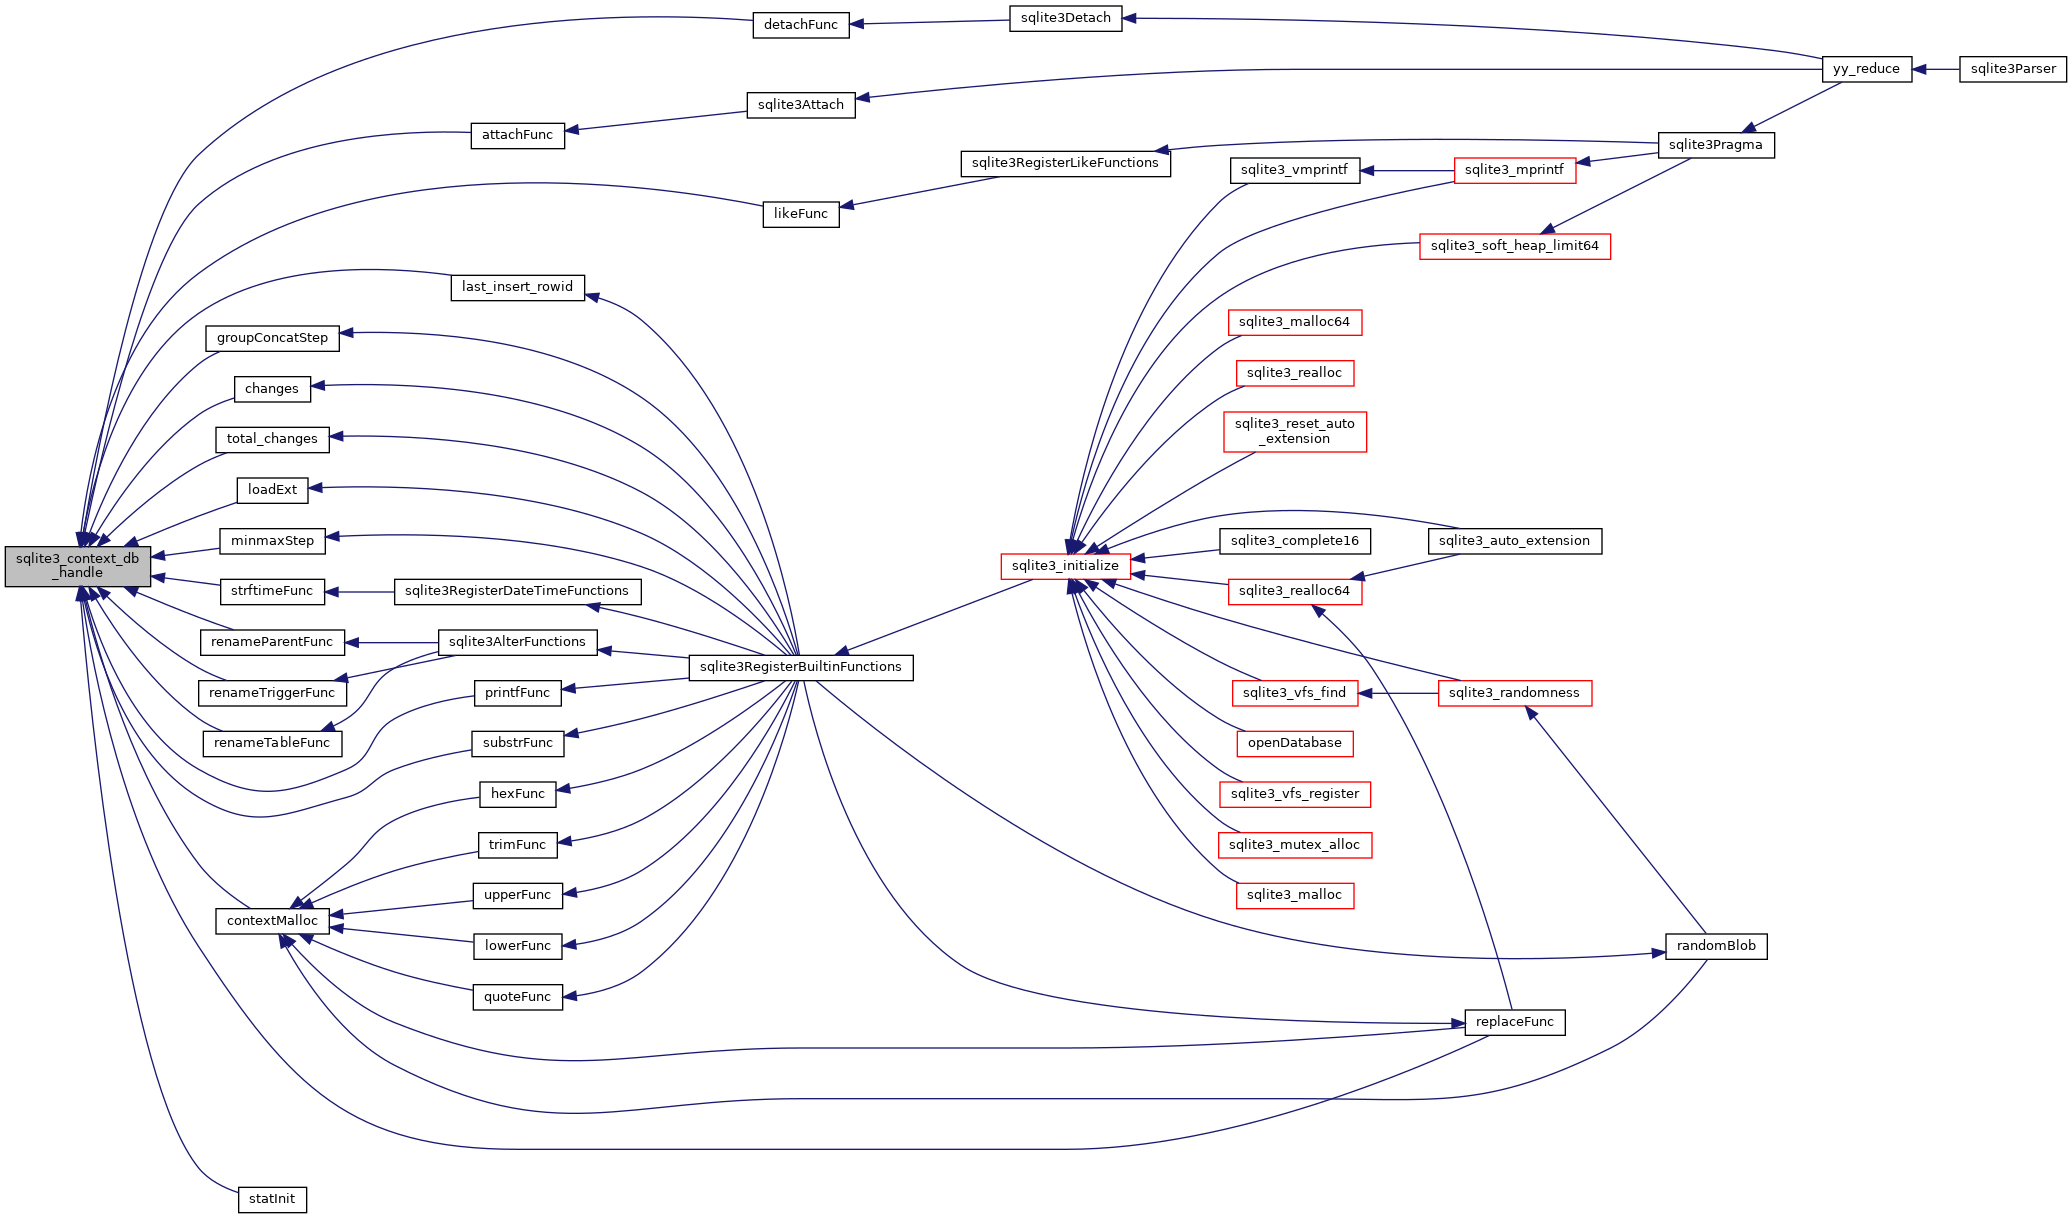 detachFunc
sqlite3Detach
yy_reduce
sqlite3Parser
sqlite3Attach
attachFunc
sqlite3RegisterLikeFunctions
sqlite3Pragma
sqlite3_vmprintf
sqlite3_mprintf
likeFunc
sqlite3_soft_heap_limit64
last_insert_rowid
sqlite3_malloc64
groupConcatStep
sqlite3_realloc
changes
sqlite3_reset_auto
_extension
total_changes
loadExt
minmaxStep
sqlite3_complete16
sqlite3_auto_extension
sqlite3_context_db
_handle
sqlite3_initialize
strftimeFunc
sqlite3RegisterDateTimeFunctions
sqlite3_realloc64
renameParentFunc
sqlite3AlterFunctions
sqlite3RegisterBuiltinFunctions
renameTriggerFunc
printfFunc
sqlite3_vfs_find
sqlite3_randomness
renameTableFunc
substrFunc
openDatabase
hexFunc
sqlite3_vfs_register
trimFunc
sqlite3_mutex_alloc
upperFunc
sqlite3_malloc
contextMalloc
lowerFunc
randomBlob
quoteFunc
replaceFunc
statInit